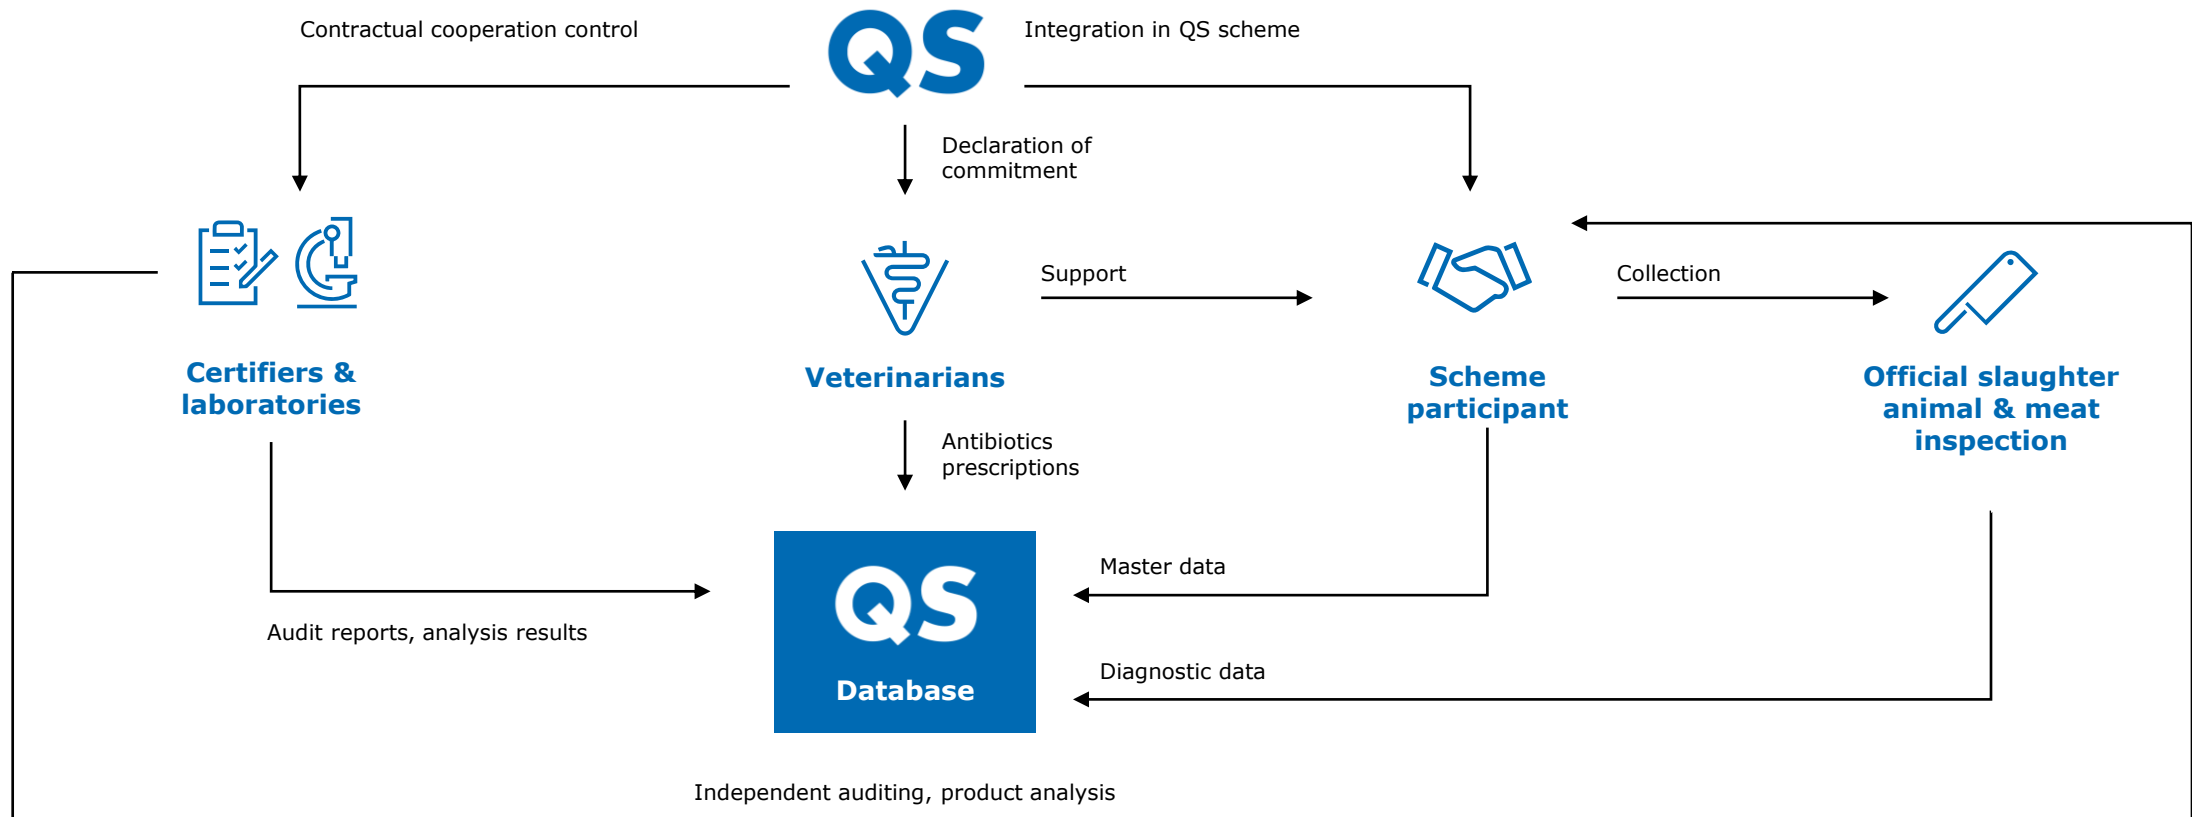 Contractual cooperation control
QS
Integration in QS scheme
Declaration of
commitment
Support
Collection
Certifiers &
laboratories
Veterinarians
Scheme
participant
Official slaughter
animal & meat
inspection
Antibiotics
prescriptions
Master data
QS
Database
Audit reports, analysis results
Diagnostic data
Independent auditing, product analysis